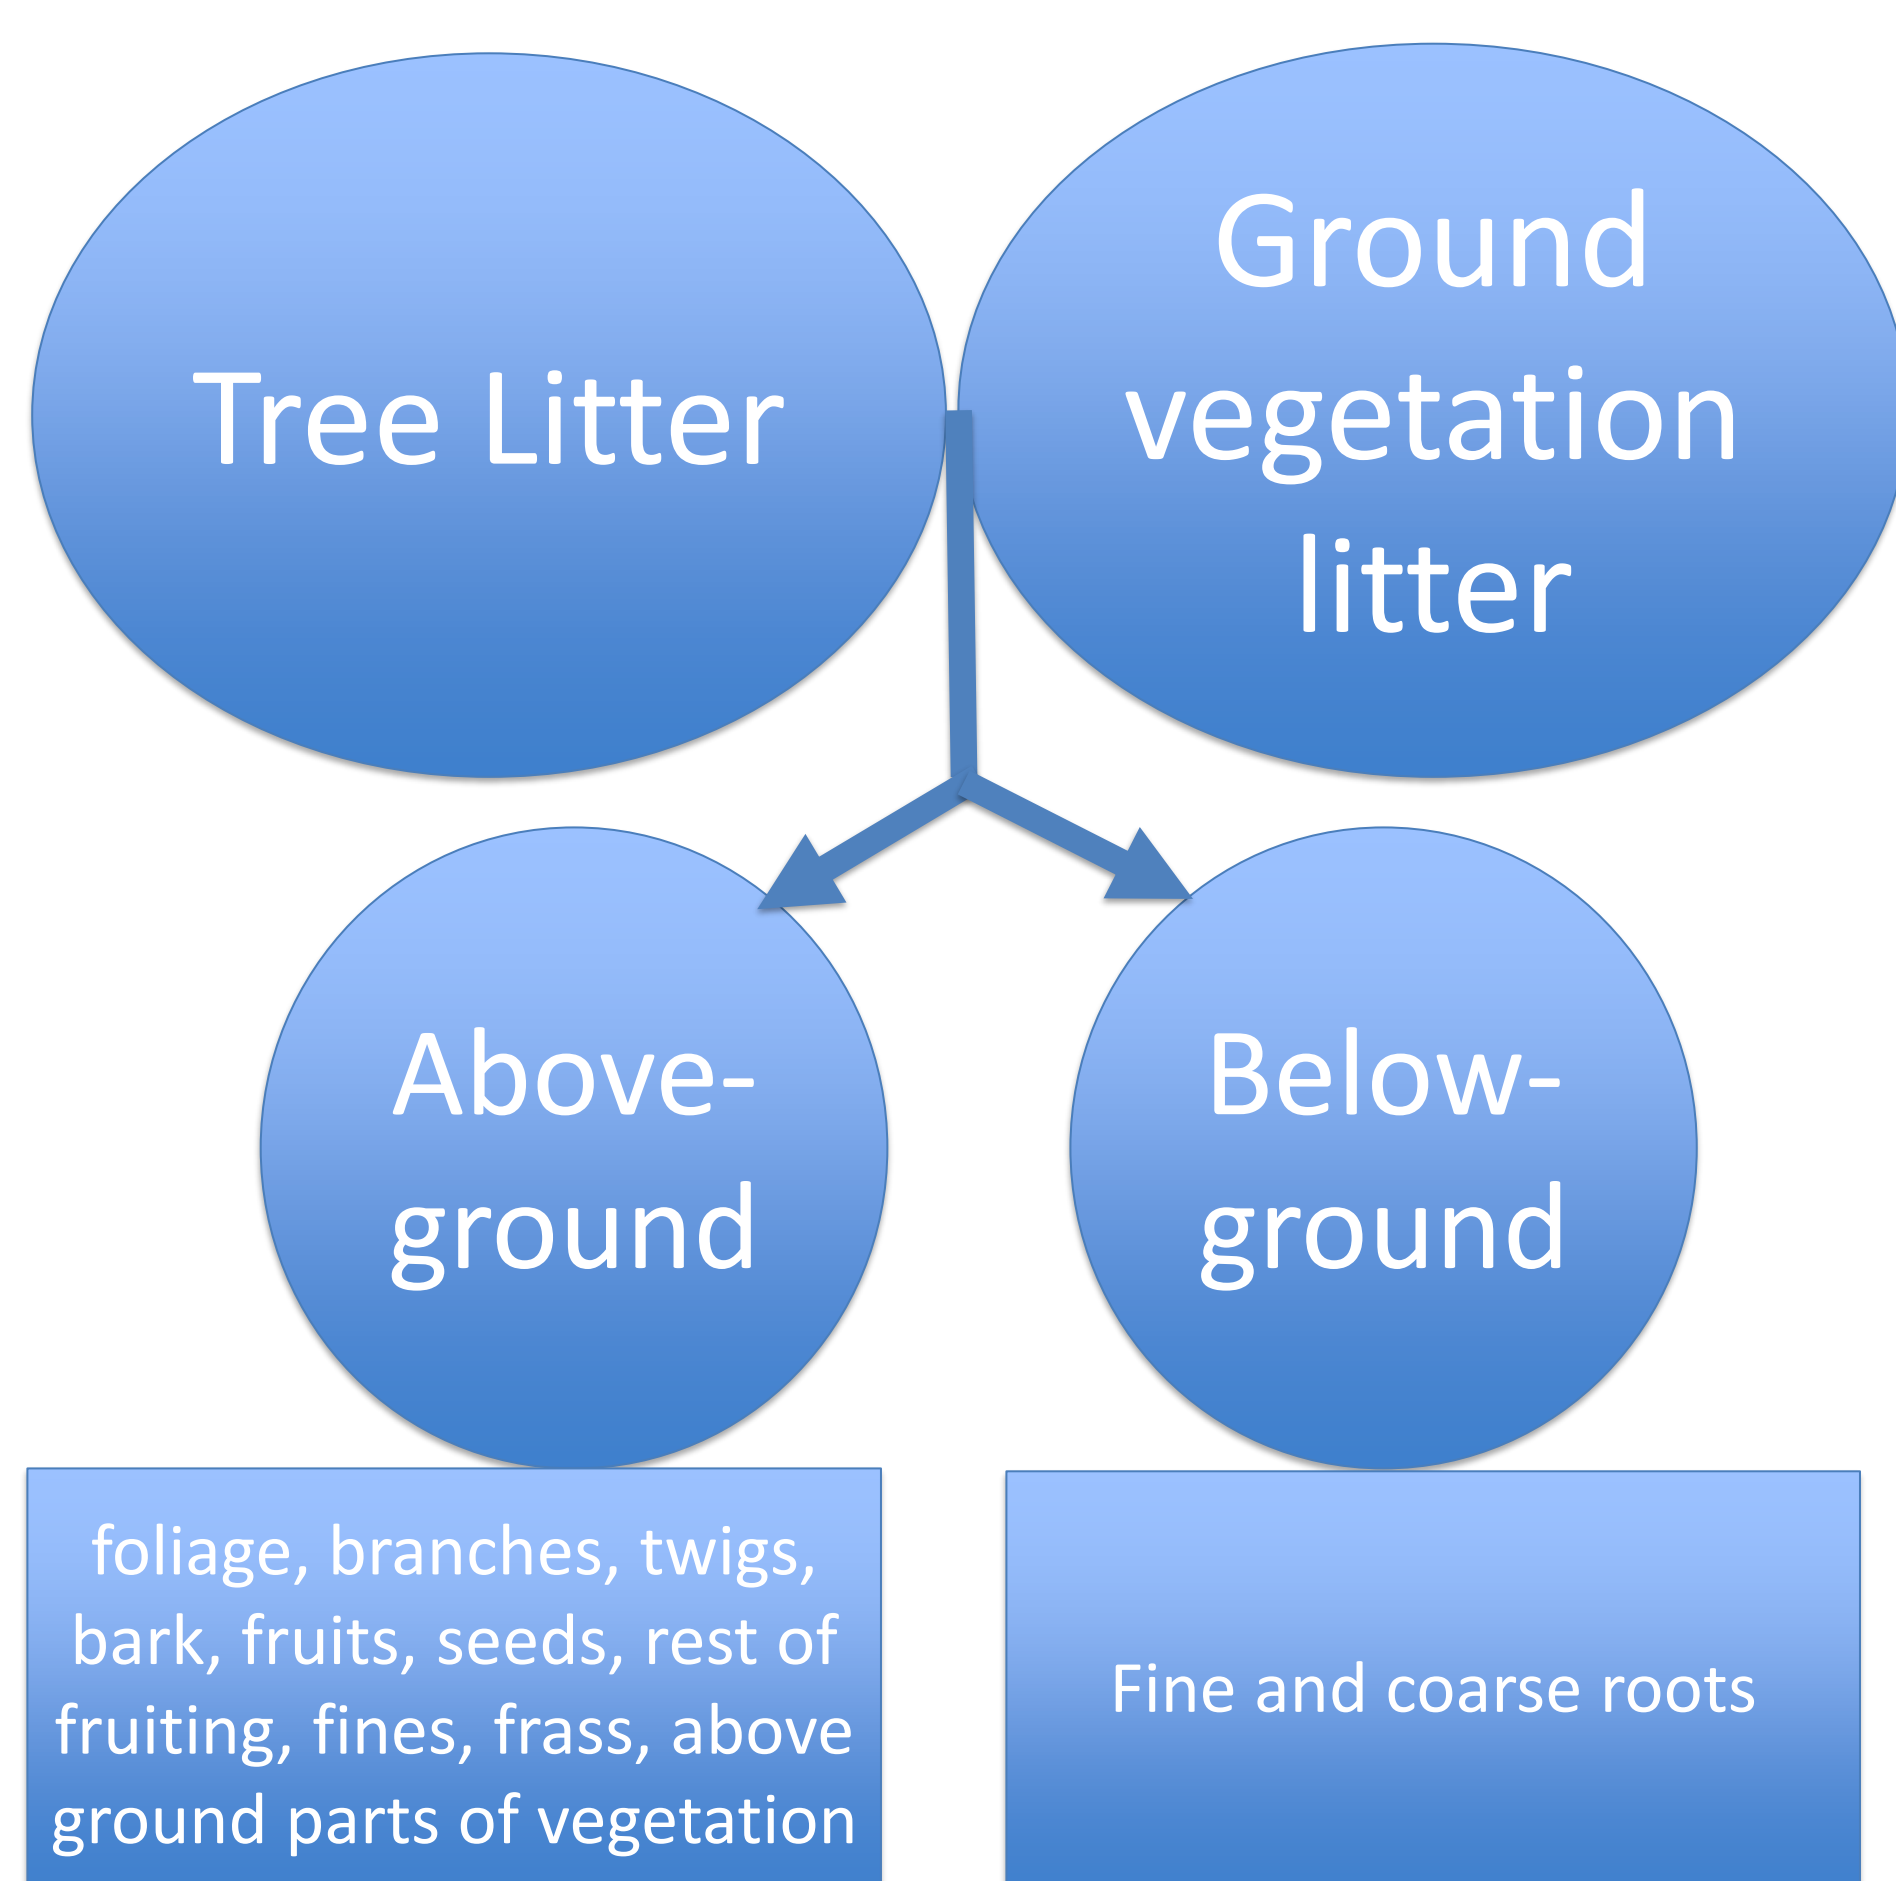 Tree Litter
Ground
vegetation
litter
Above-
ground
Below-
ground
foliage, branches, twigs,
bark, fruits, seeds, rest of
fruiting, fines, frass, above
ground parts of vegetation
Fine and coarse roots